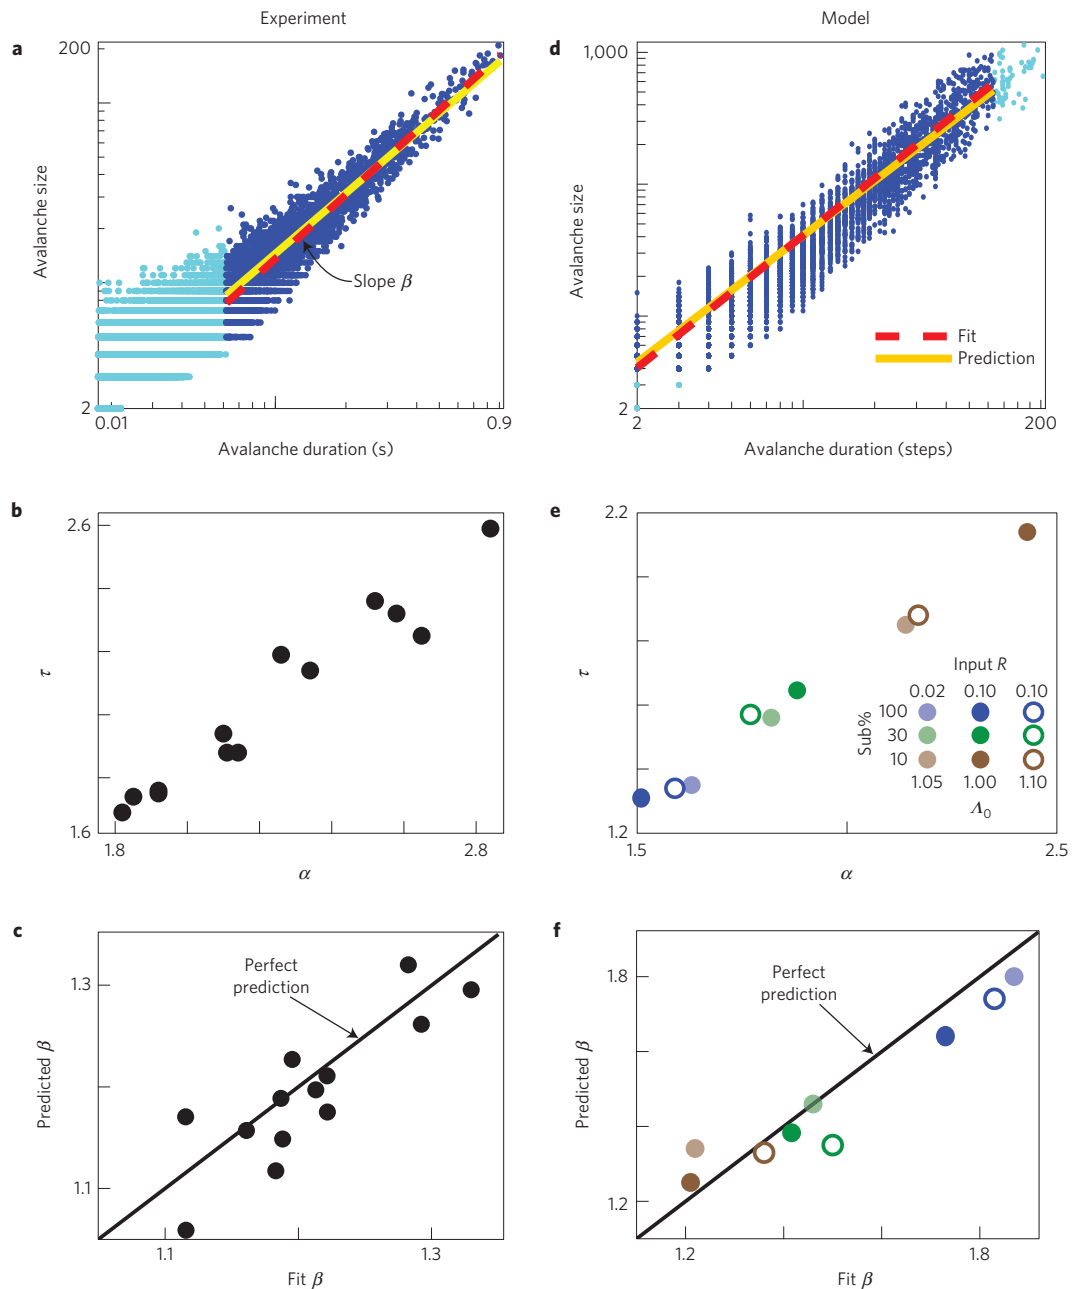 Experiment
Model
a
200
Avalanche size
Slope β
2
0.01
0.9
Avalanche duration (s)
d
1,000
Avalanche size
Fit
Prediction
2
2
200
Avalanche duration (steps)
b
2.6
τ
1.6
1.8
2.8
α
e
2.2
τ
Input R
0.02 0.10 0.10
Sub%
100
30
10
1.05 1.00 1.10
Λ0
1.2
1.5
2.5
α
c
Perfect
prediction
1.3
Predicted β
1.1
1.1
1.3
Fit β
f
Perfect
prediction
1.8
Predicted β
1.2
1.2
1.8
Fit β